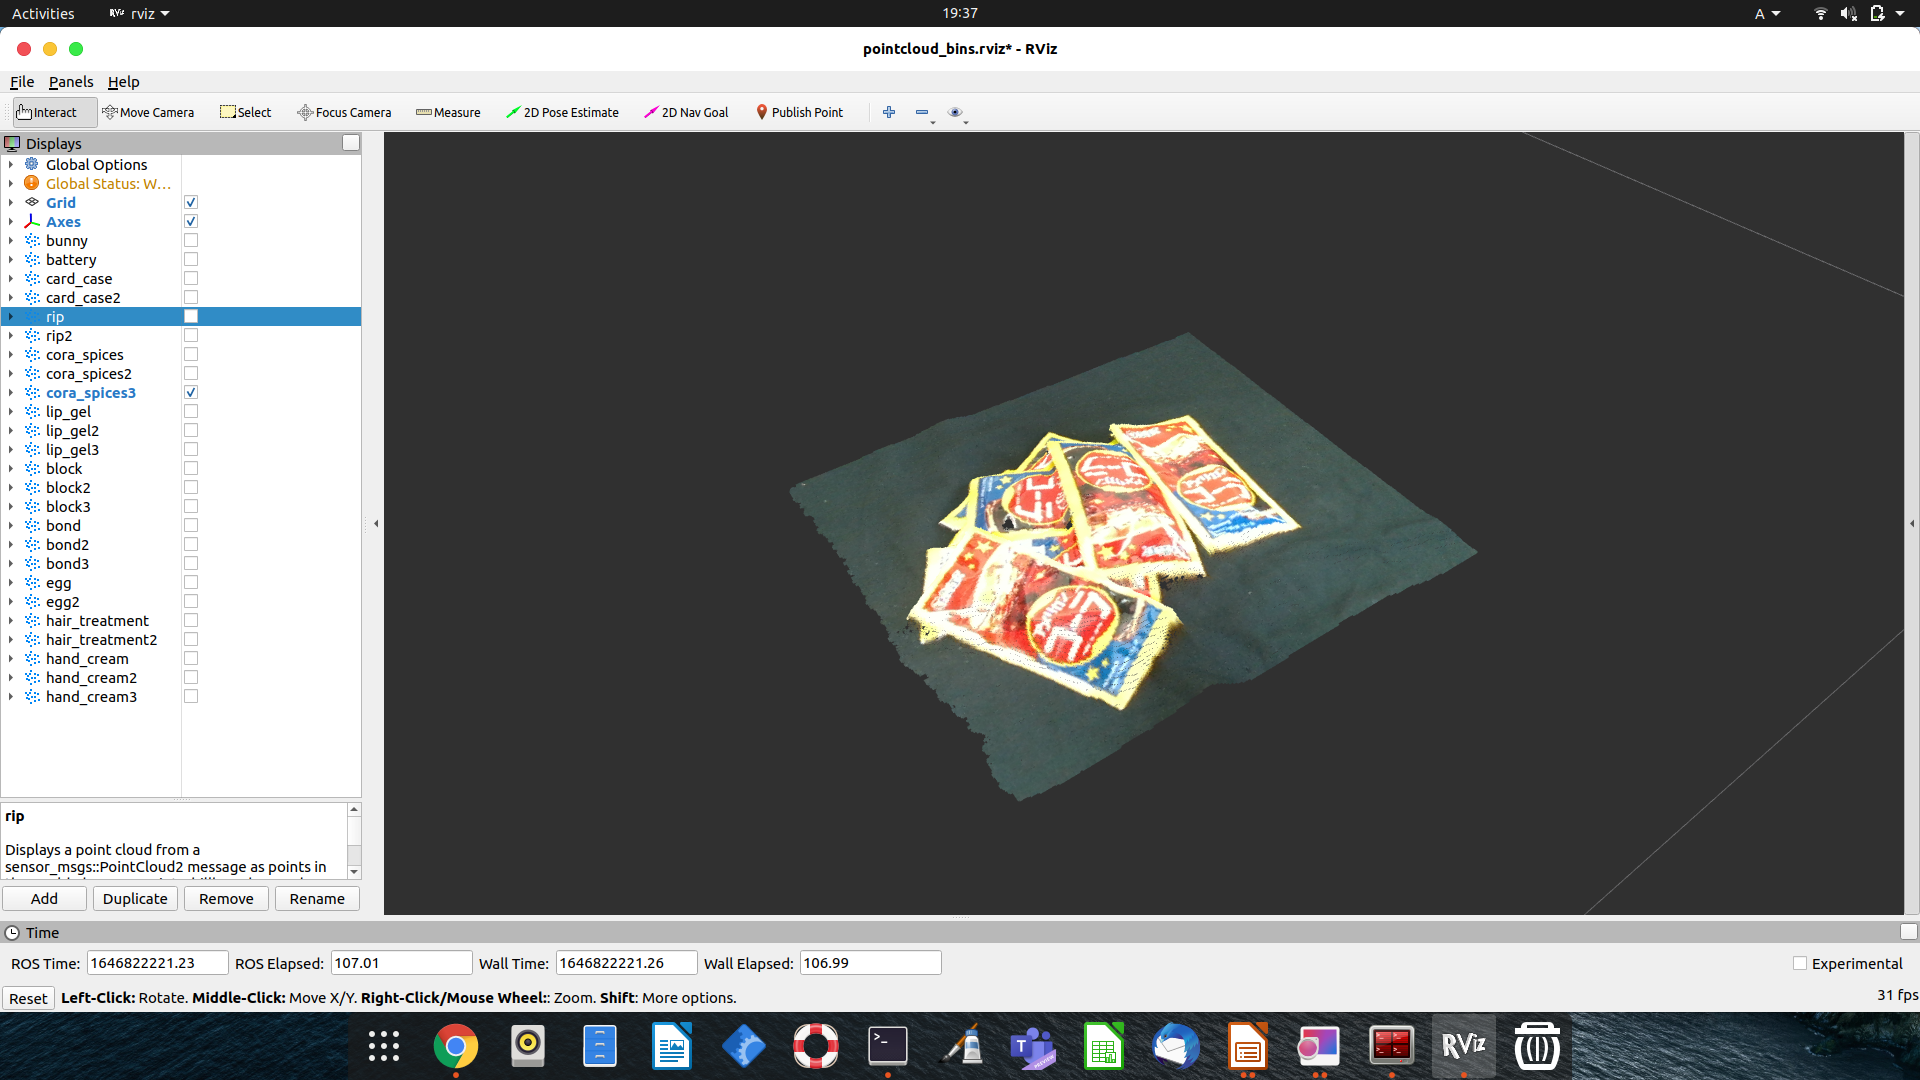 Activities
rviz
19:37
A
pointcloud_bins.rviz* - RViz
File Panels Help
Interact
Move Camera
Select
Focus Camera
Measure
2D Pose Estimate
2D Nav Goal
Publish Point
Displays
Global Options
Global Status: W…
Grid
Axes
bunny
battery
card_case
card_case2
rip
rip2
cora_spices
cora_spices2
cora_spices3
lip_gel
lip_gel2
lip_gel3
block
block2
block3
bond
bond2
bond3
egg
egg2
hair_treatment
hair_treatment2
hand_cream
hand_cream2
hand_cream3
rip
Displays a point cloud from a
sensor_msgs::PointCloud2 message as points in
Add Duplicate Remove Rename
Time
ROS Time: 1646822221.23 ROS Elapsed: 107.01 Wall Time: 1646822221.26 Wall Elapsed: 106.99 Experimental
Reset Left-Click: Rotate. Middle-Click: Move X/Y. Right-Click/Mouse Wheel:: Zoom. Shift: More options. 31 fps
RViz